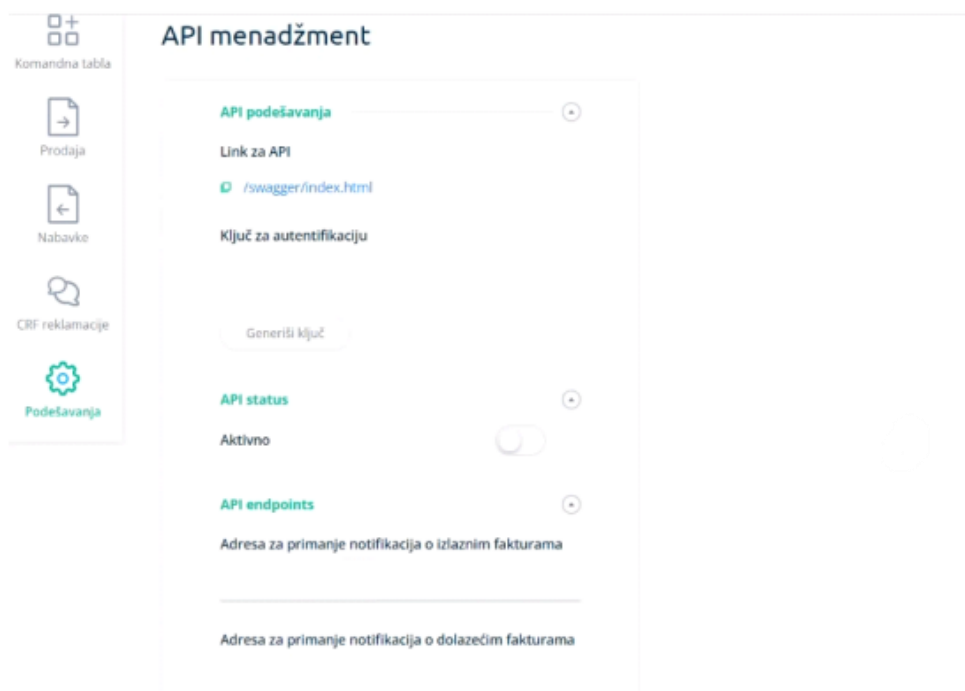 API menadžment
Komandna tabla
Prodaja
Nabavke
CRF reklamacije
Podešavanja
API podešavanja
Link za API
/swagger/index.html
Ključ za autentifikaciju
Generiši ključ
API status
Aktivno
API endpoints
Adresa za primanje notifikacija o izlaznim fakturama
Adresa za primanje notifikacija o dolazećim fakturama